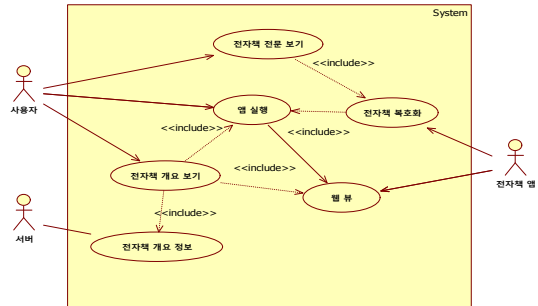 System
전자책 전문 보기
<<include>>
사용자
앱 실행
전자책 복호화
<<include>>
<<include>>
전자책 개요 보기
<<include>>
전자책 앱
웹 뷰
<<include>>
서버
전자책 개요 정보